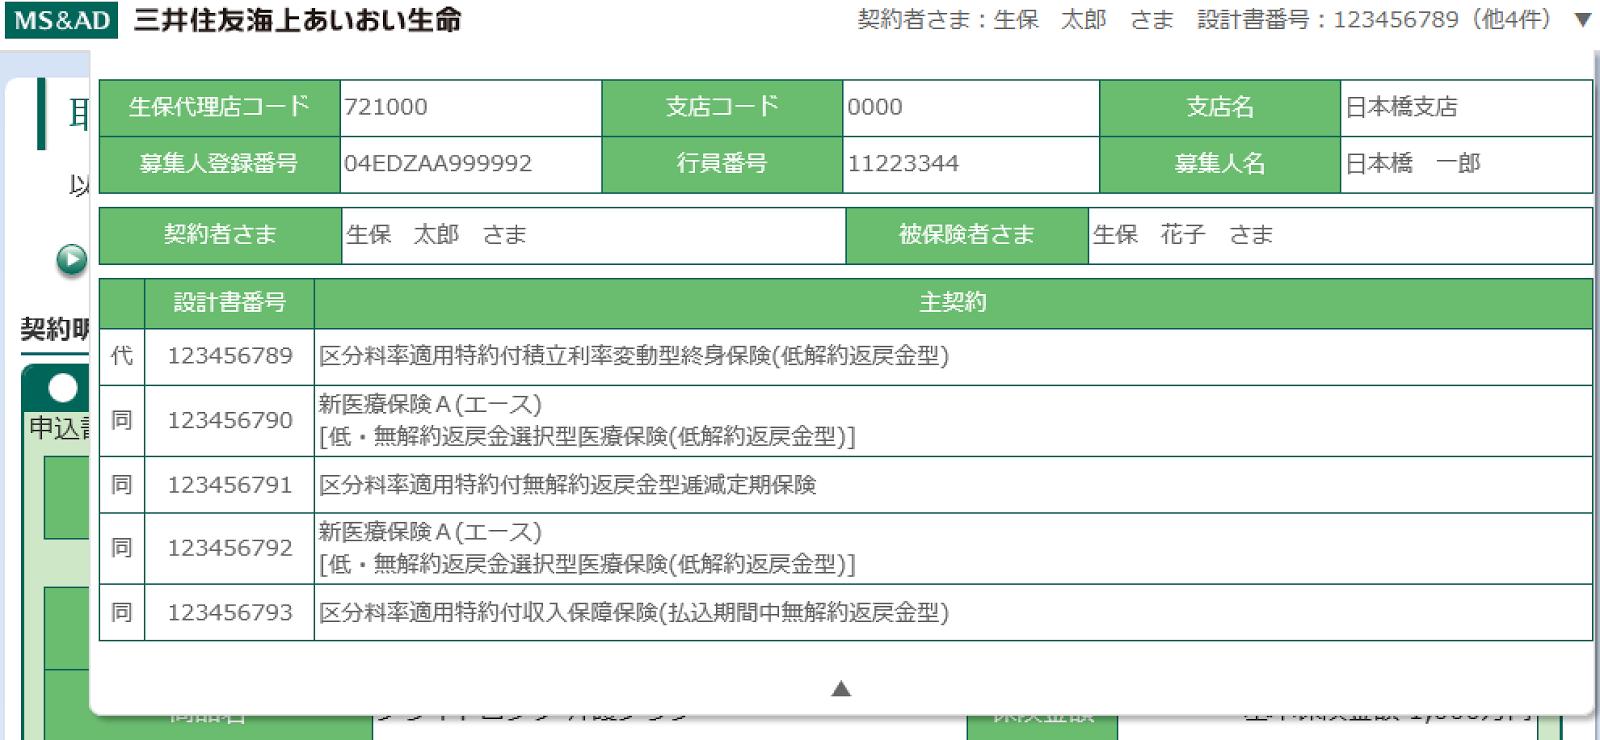 MS&AD 三井住友海上あいおい生命
契約者さま：生保　太郎　さま　設計書番号：123456789（他4件） ▼
生保代理店コード 721000 支店コード 0000 支店名 日本橋支店
募集人登録番号 04EDZAA999992 行員番号 11223344 募集人名 日本橋　一郎
以
契約者さま 生保　太郎　さま 被保険者さま 生保　花子　さま
設計書番号 主契約
契約明
代 123456789 区分料率適用特約付積立利率変動型終身保険(低解約返戻金型)
同 123456790 新医療保険Ａ(エース)
[低・無解約返戻金選択型医療保険(低解約返戻金型)]
申込書
同 123456791 区分料率適用特約付無解約返戻金型逓減定期保険
同 123456792 新医療保険Ａ(エース)
[低・無解約返戻金選択型医療保険(低解約返戻金型)]
同 123456793 区分料率適用特約付収入保障保険(払込期間中無解約返戻金型)
▲
商品名 保険金額